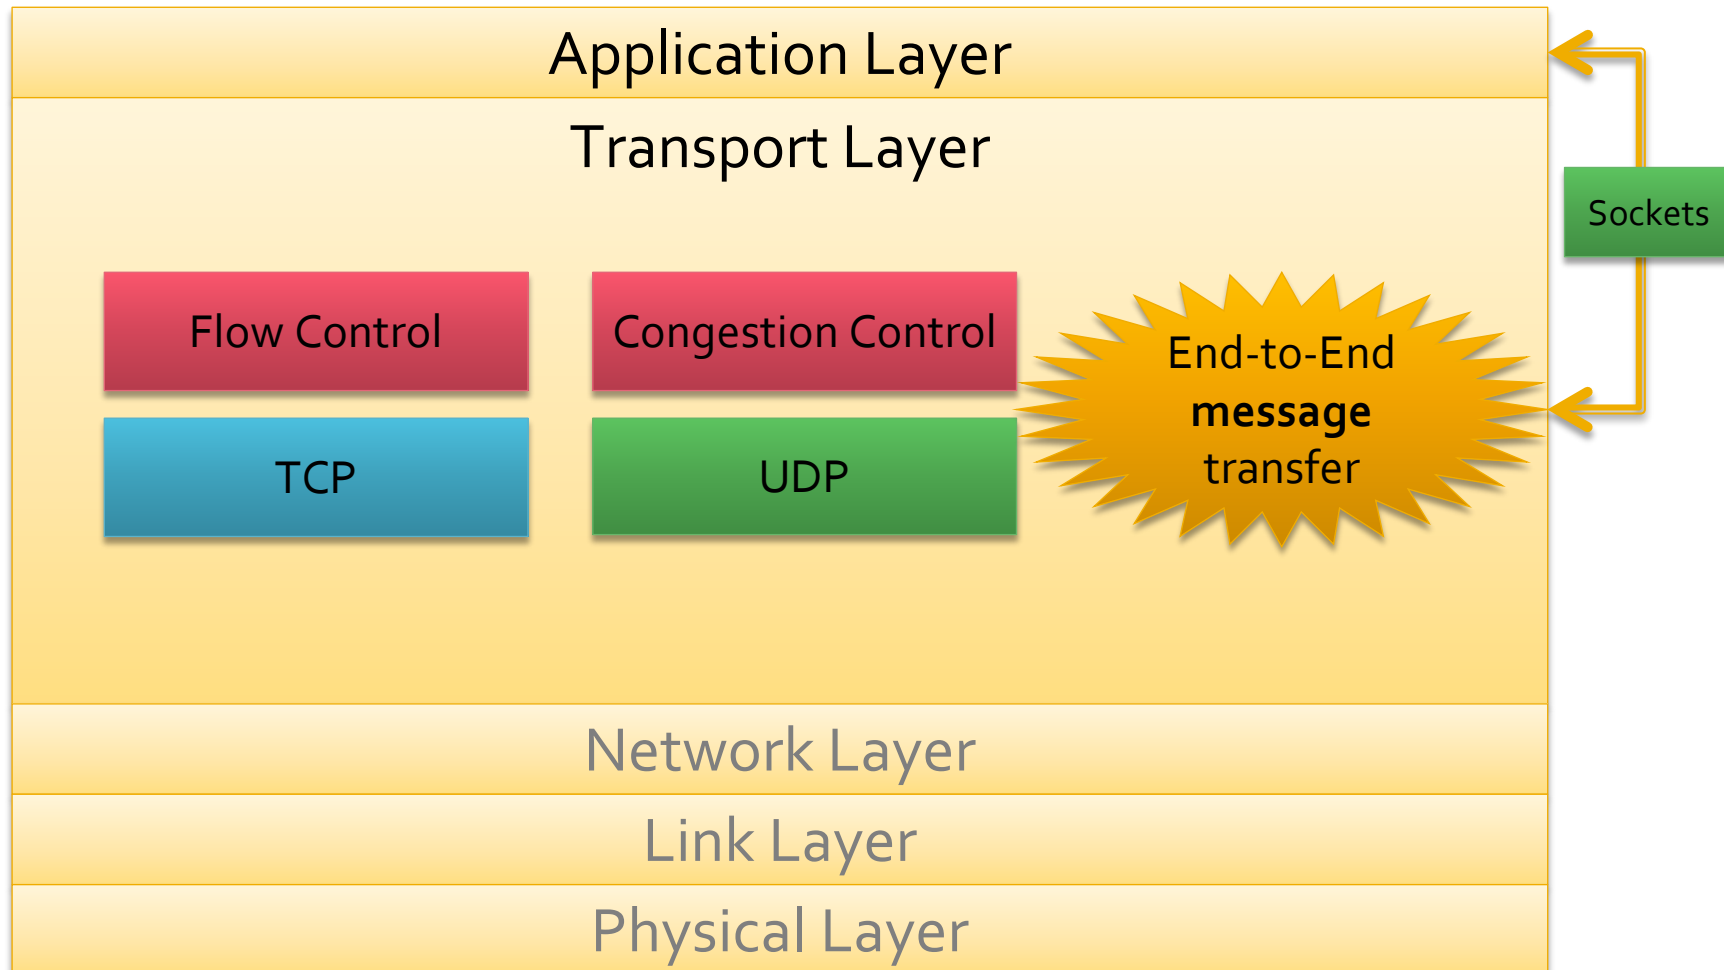 Application Layer
Transport Layer
Sockets
Flow Control
Congestion Control
End-to-End
message
transfer
TCP
UDP
Network Layer
Link Layer
Physical Layer